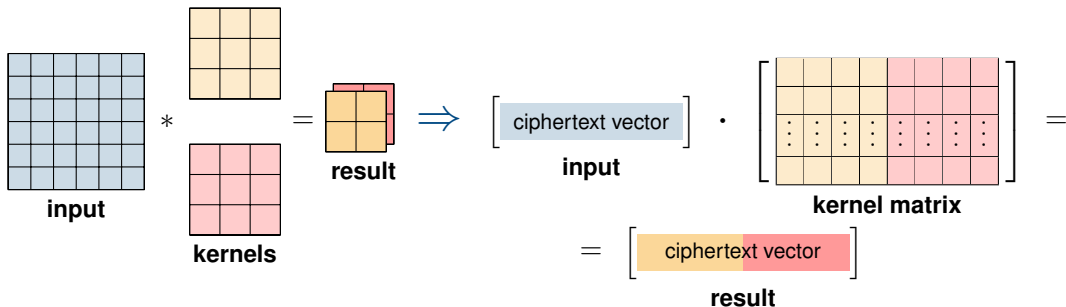 * = ⇒ [ciphertext vector] · [⋮ ⋮ ⋮ ⋮ ⋮ ⋮ ⋮ ⋮] =
input
kernels
result
input
kernel matrix
= [ciphertext vector]
result